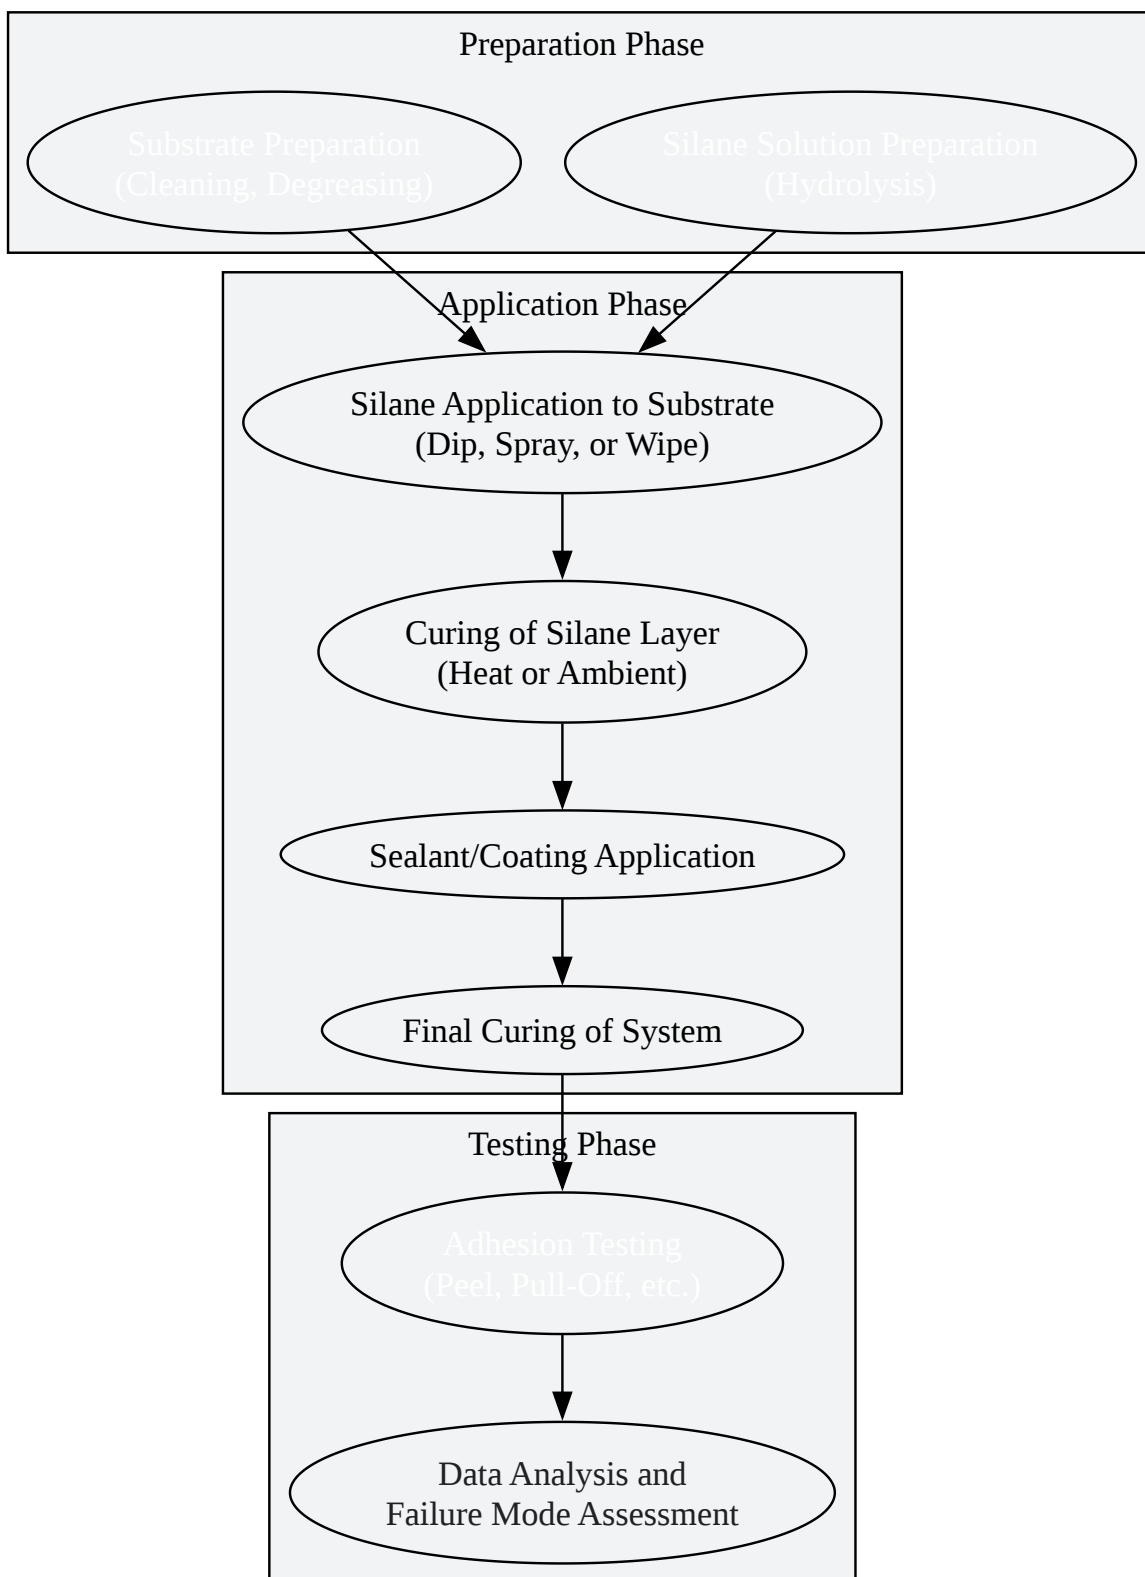 Preparation Phase
Substrate Preparation
(Cleaning, Degreasing)
Silane Solution Preparation
(Hydrolysis)
Application Phase
Silane Application to Substrate
(Dip, Spray, or Wipe)
Curing of Silane Layer
(Heat or Ambient)
Sealant/Coating Application
Final Curing of System
Testing Phase
Adhesion Testing
(Peel, Pull-Off, etc.)
Data Analysis and
Failure Mode Assessment